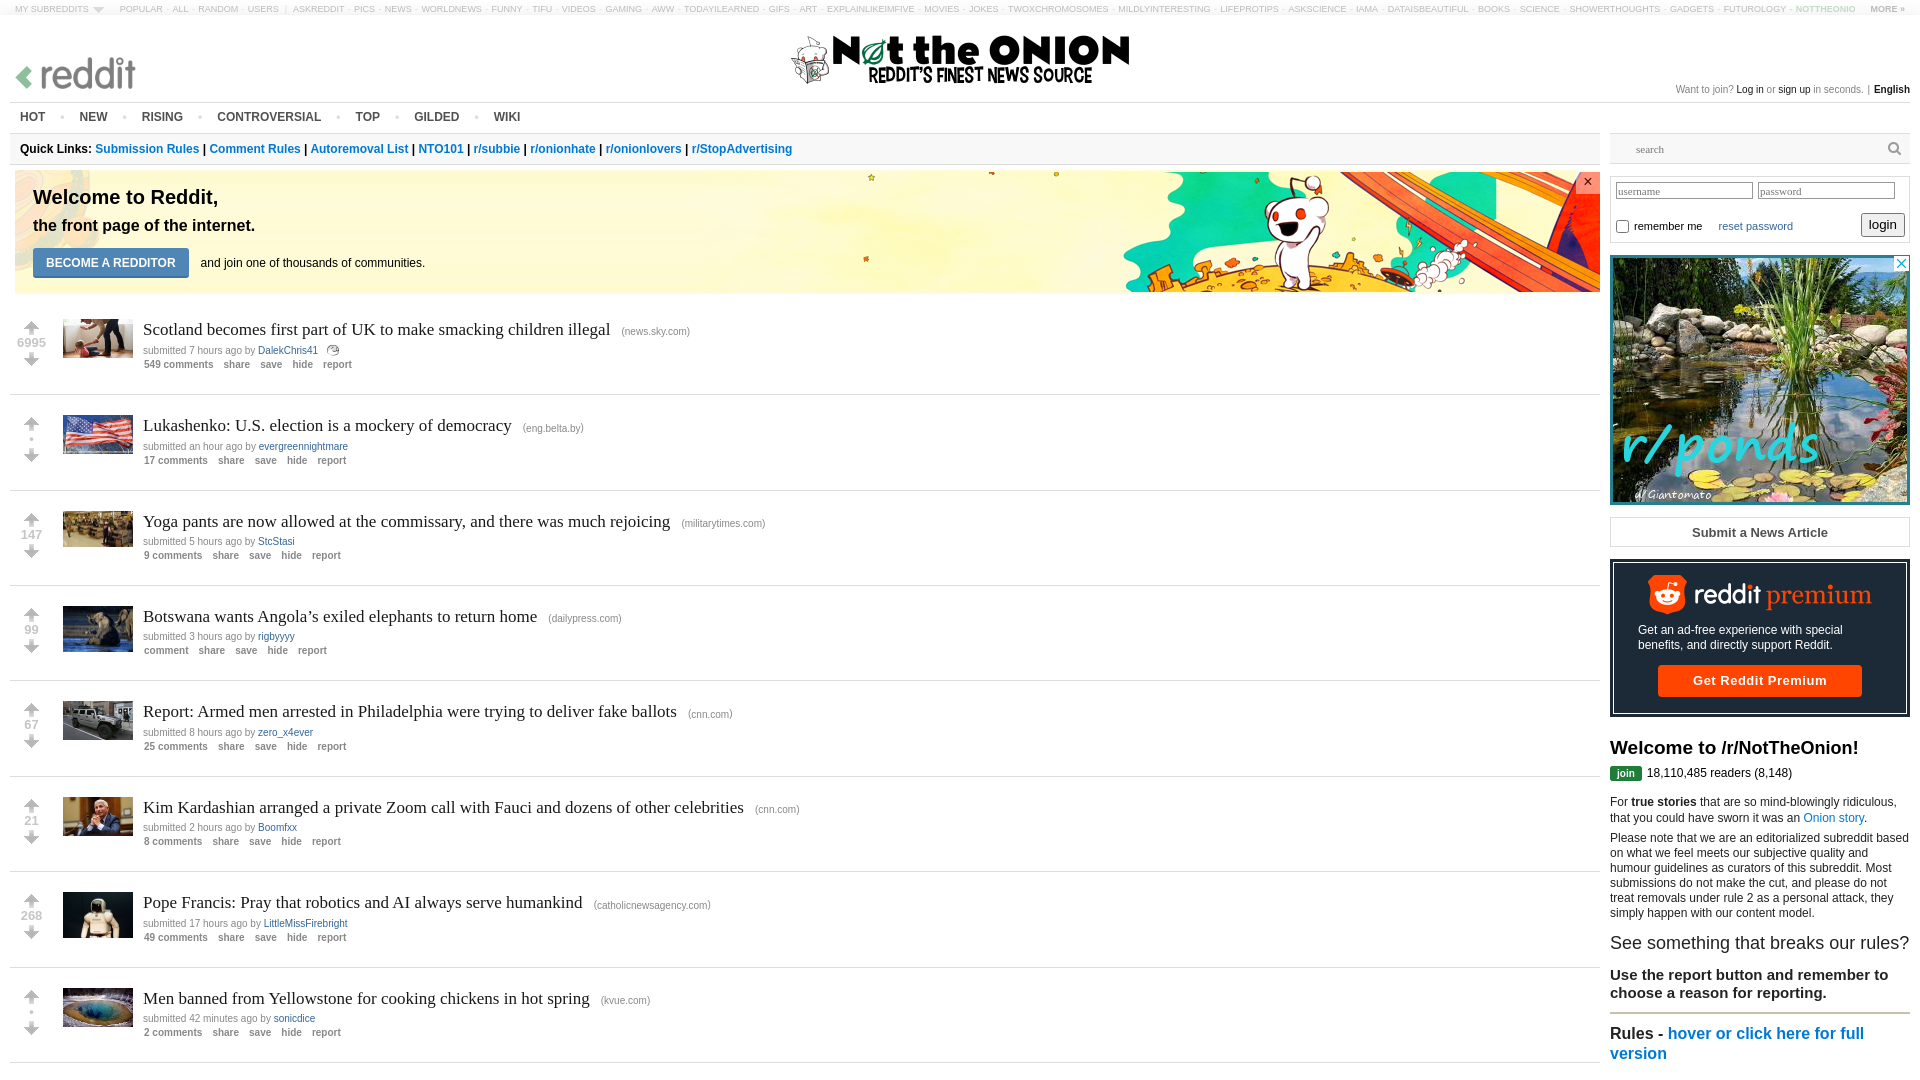 MY SUBREDDITS POPULAR - ALL - RANDOM - USERS | ASKREDDIT - PICS - NEWS - WORLDNEWS - FUNNY - TIFU - VIDEOS - GAMING - AWW - TODAYILEARNED - GIFS - ART - EXPLAINLIKEIMFIVE - MOVIES - JOKES - TWOXCHROMOSOMES - MILDLYINTERESTING - LIFEPROTIPS - ASKSCIENCE - IAMA - DATAISBEAUTIFUL - BOOKS - SCIENCE - SHOWERTHOUGHTS - GADGETS - FUTUROLOGY - NOTTHEONION MORE »
reddit
Not the ONION
REDDIT'S FINEST NEWS SOURCE
Want to join? Log in or sign up in seconds. | English
HOT • NEW • RISING • CONTROVERSIAL • TOP • GILDED • WIKI
Quick Links: Submission Rules | Comment Rules | Autoremoval List | NTO101 | r/subbie | r/onionhate | r/onionlovers | r/StopAdvertising
Welcome to Reddit,
the front page of the internet.
BECOME A REDDITOR and join one of thousands of communities.
×
6995
Scotland becomes first part of UK to make smacking children illegal (news.sky.com)
submitted 7 hours ago by DalekChris41
549 comments share save hide report
•
Lukashenko: U.S. election is a mockery of democracy (eng.belta.by)
submitted an hour ago by evergreennightmare
17 comments share save hide report
147
Yoga pants are now allowed at the commissary, and there was much rejoicing (militarytimes.com)
submitted 5 hours ago by StcStasi
9 comments share save hide report
99
Botswana wants Angola’s exiled elephants to return home (dailypress.com)
submitted 3 hours ago by rigbyyyy
comment share save hide report
67
Report: Armed men arrested in Philadelphia were trying to deliver fake ballots (cnn.com)
submitted 8 hours ago by zero_x4ever
25 comments share save hide report
21
Kim Kardashian arranged a private Zoom call with Fauci and dozens of other celebrities (cnn.com)
submitted 2 hours ago by Boomfxx
8 comments share save hide report
268
Pope Francis: Pray that robotics and AI always serve humankind (catholicnewsagency.com)
submitted 17 hours ago by LittleMissFirebright
49 comments share save hide report
•
Men banned from Yellowstone for cooking chickens in hot spring (kvue.com)
submitted 42 minutes ago by sonicdice
2 comments share save hide report
search
username password
remember me reset password login
r/ponds
d/Giantomato
Submit a News Article
reddit premium
Get an ad-free experience with special
benefits, and directly support Reddit.
Get Reddit Premium
Welcome to /r/NotTheOnion!
join 18,110,485 readers (8,148)
For true stories that are so mind-blowingly ridiculous,
that you could have sworn it was an Onion story.
Please note that we are an editorialized subreddit based
on what we feel meets our subjective quality and
humour guidelines as curators of this subreddit. Most
submissions do not make the cut, and please do not
treat removals under rule 2 as a personal attack, they
simply happen with our content model.
See something that breaks our rules?
Use the report button and remember to
choose a reason for reporting.
Rules - hover or click here for full
version